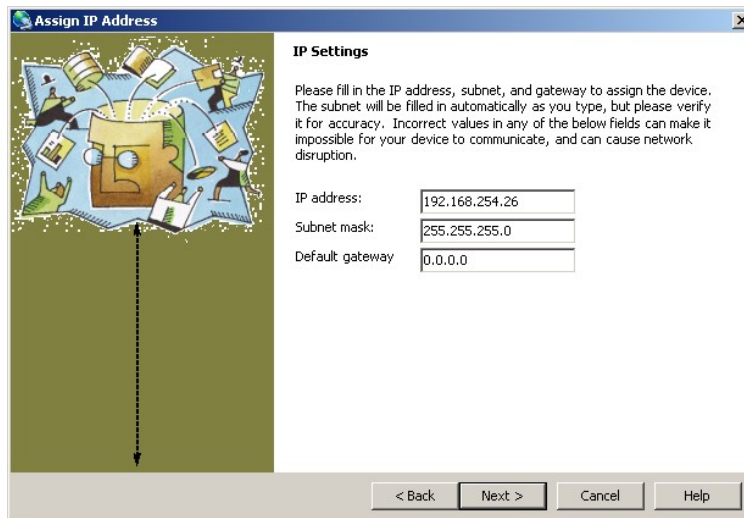 Assign IP Address
IP Settings
Please fill in the IP address, subnet, and gateway to assign the device.
The subnet will be filled in automatically as you type, but please verify
it for accuracy. Incorrect values in any of the below fields can make it
impossible for your device to communicate, and can cause network
disruption.
IP address: 192.168.254.26
Subnet mask: 255.255.255.0
Default gateway 0.0.0.0
< Back Next > Cancel Help